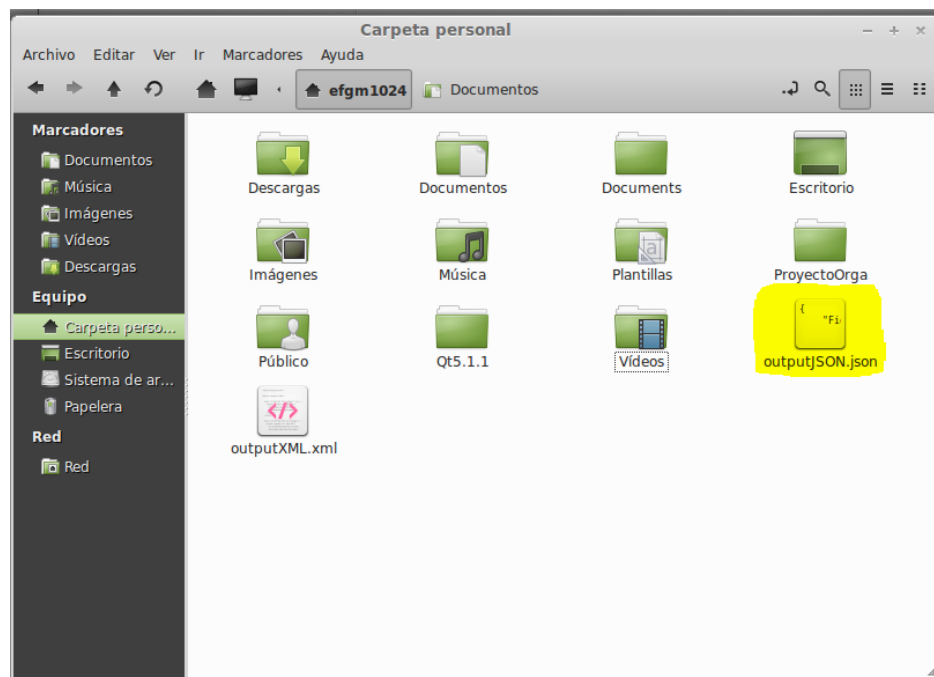 Carpeta personal
Archivo Editar Ver Ir Marcadores Ayuda
efgm1024 Documentos
Marcadores
Documentos
Música
Imágenes
Vídeos
Descargas
Equipo
Carpeta perso...
Escritorio
Sistema de ar...
Papelera
Red
Red
Descargas Documentos Documents Escritorio
Imágenes Música Plantillas ProyectoOrga
{
"Fi
Público Qt5.1.1 Vídeos outputJSON.json
</>
outputXML.xml